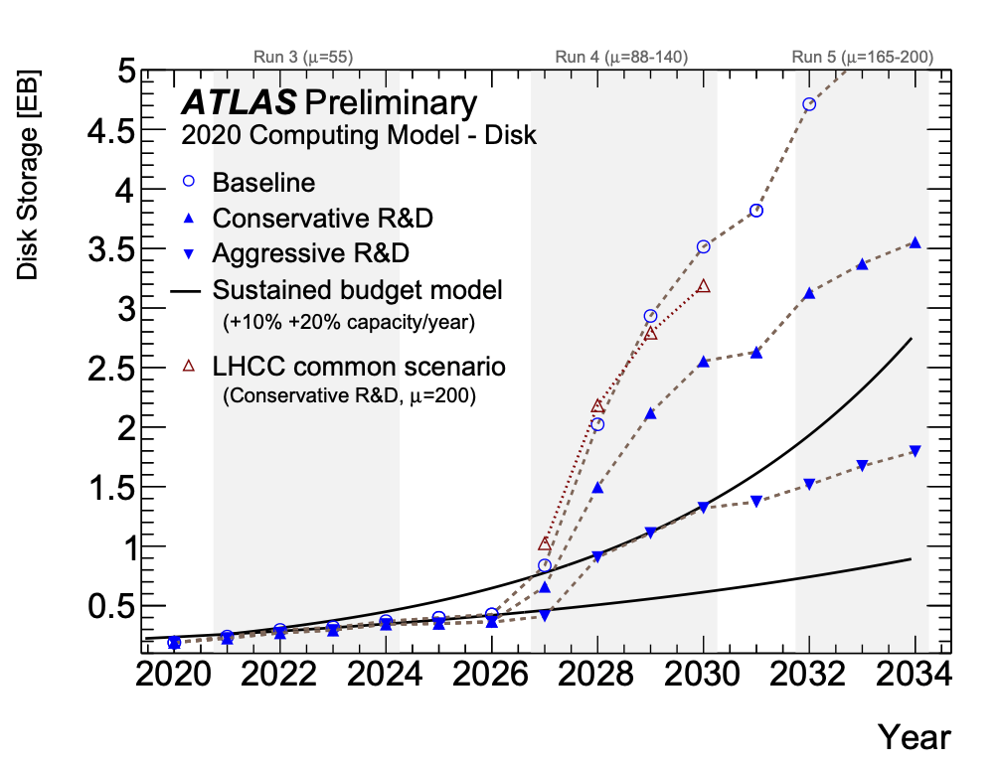 Run 3 (μ=55)
Run 4 (μ=88-140)
Run 5 (μ=165-200)
Disk Storage [EB]
5
4.5
4
3.5
3
2.5
2
1.5
1
0.5
ATLAS Preliminary
2020 Computing Model - Disk
Baseline
Conservative R&D
Aggressive R&D
Sustained budget model
(+10% +20% capacity/year)
LHCC common scenario
(Conservative R&D, μ=200)
2020 2022 2024 2026 2028 2030 2032 2034
Year